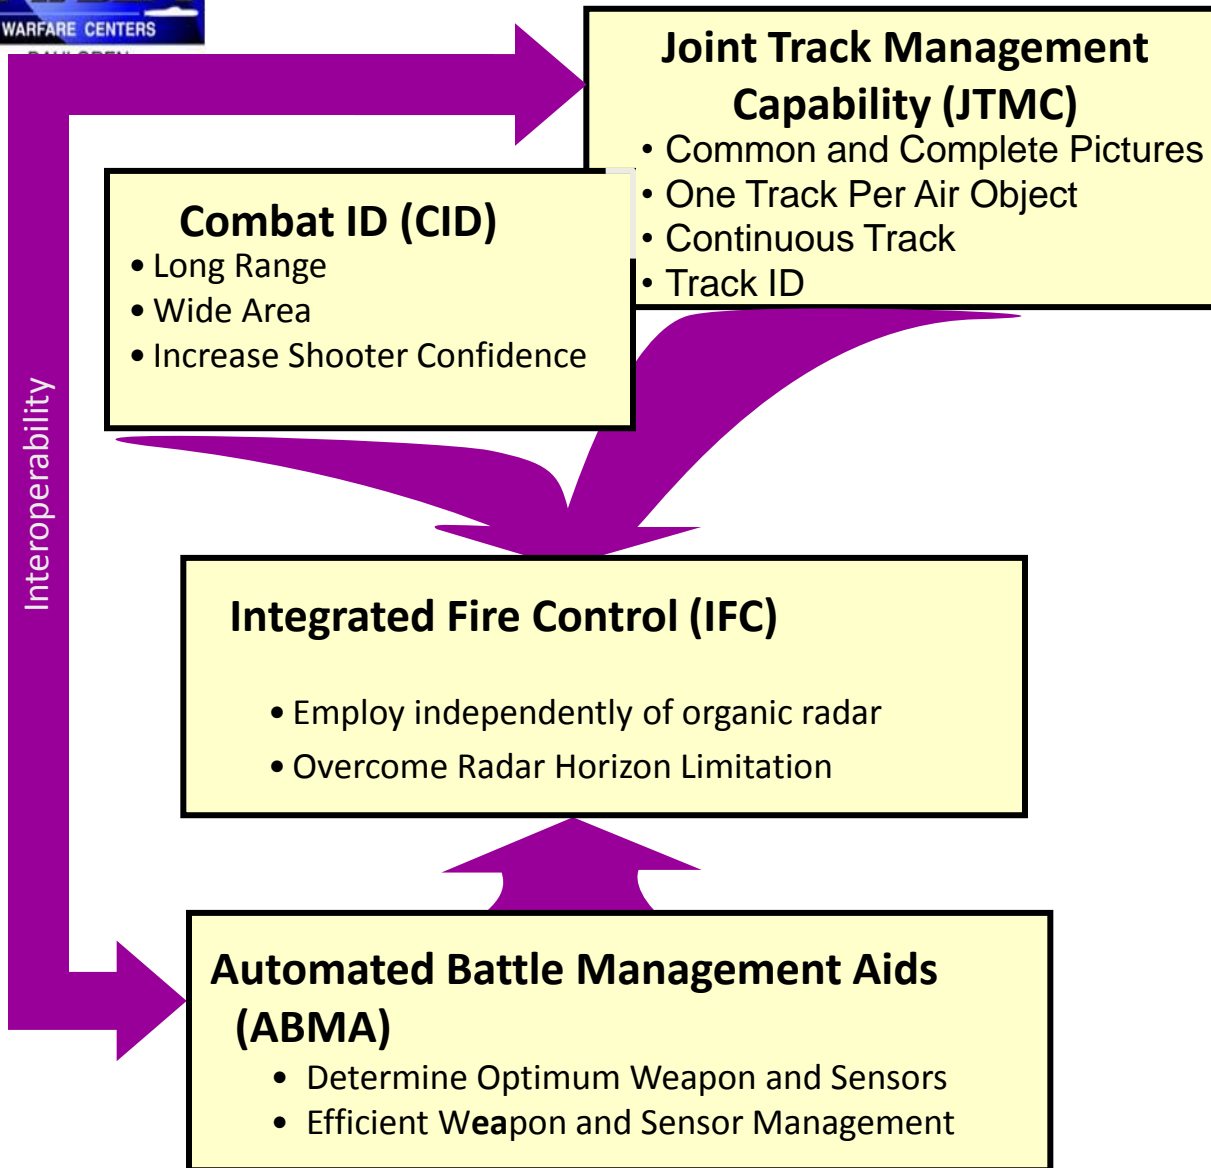 WARFARE CENTERS
Joint Track Management
Capability (JTMC)
• Common and Complete Pictures
• One Track Per Air Object
• Continuous Track
• Track ID
Combat ID (CID)
• Long Range
• Wide Area
• Increase Shooter Confidence
Interoperability
Integrated Fire Control (IFC)
• Employ independently of organic radar
• Overcome Radar Horizon Limitation
Automated Battle Management Aids
(ABMA)
• Determine Optimum Weapon and Sensors
• Efficient Weapon and Sensor Management